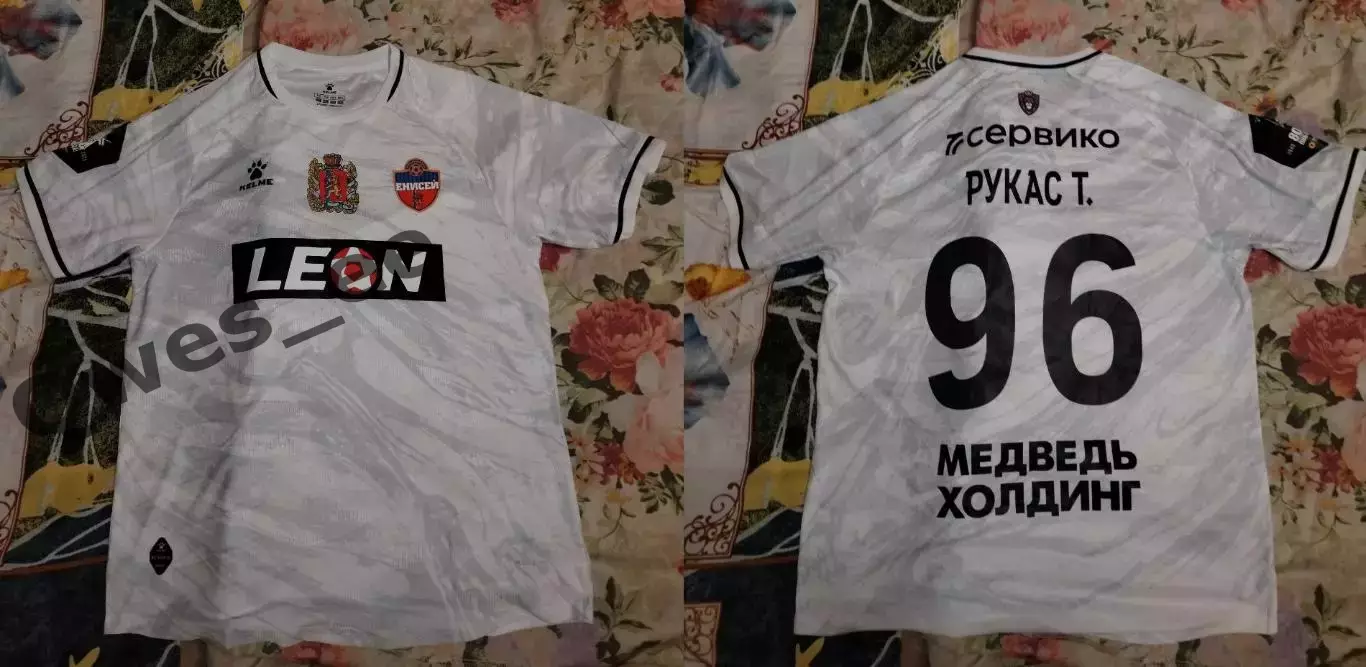 KELME
ЕНИСЕЙ
LEON
сервико
РУКАС Т.
96
МЕДВЕДЬ
ХОЛДИНГ